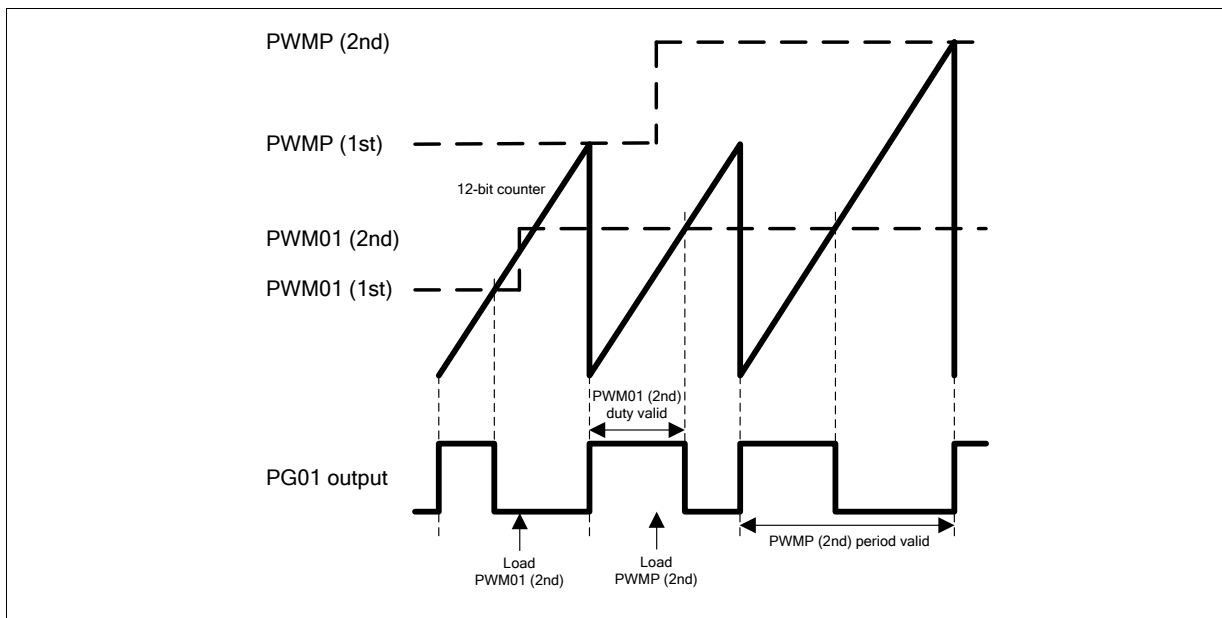 PWMP (2nd)
PWMP (1st)
12-bit counter
PWM01 (2nd)
PWM01 (1st)
PWM01 (2nd)
duty valid
PG01 output
PWMP (2nd) period valid
Load
PWM01 (2nd)
Load
PWMP (2nd)